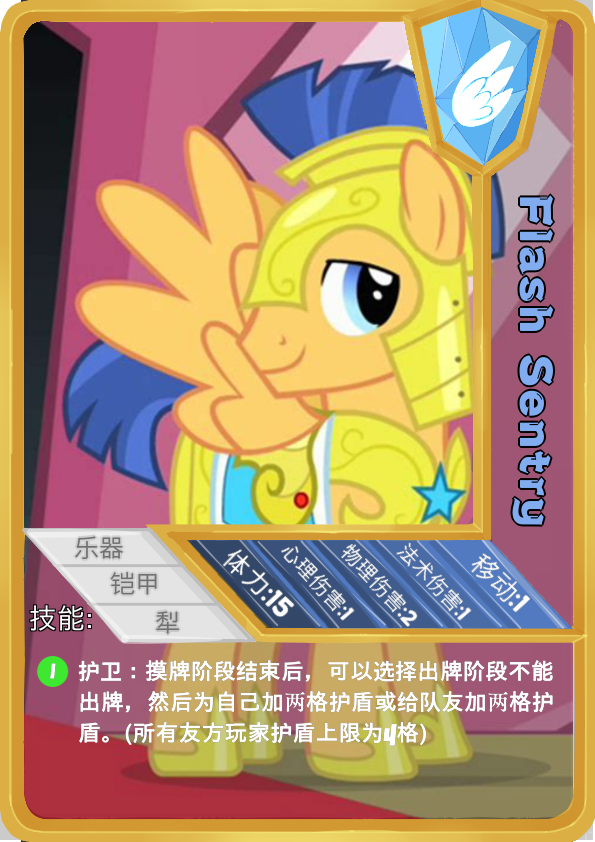 Flash Sentry
乐器
铠甲
犁
体力:15
心理伤害:1
物理伤害:2
法术伤害:1
移动:1
技能:
1 护卫：摸牌阶段结束后，可以选择出牌阶段不能
出牌，然后为自己加两格护盾或给队友加两格护
盾。(所有友方玩家护盾上限为4格)